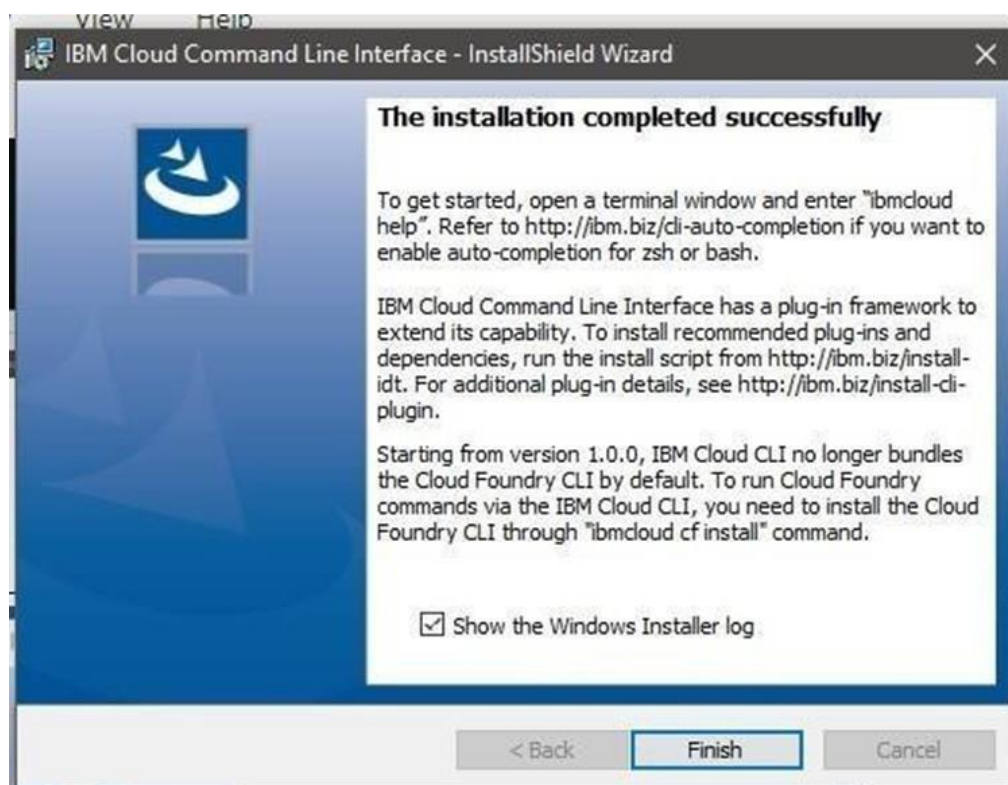 View Help
IBM Cloud Command Line Interface - InstallShield Wizard
The installation completed successfully
To get started, open a terminal window and enter "ibmcloud
help". Refer to http://ibm.biz/cli-auto-completion if you want to
enable auto-completion for zsh or bash.
IBM Cloud Command Line Interface has a plug-in framework to
extend its capability. To install recommended plug-ins and
dependencies, run the install script from http://ibm.biz/install-
idt. For additional plug-in details, see http://ibm.biz/install-cli-
plugin.
Starting from version 1.0.0, IBM Cloud CLI no longer bundles
the Cloud Foundry CLI by default. To run Cloud Foundry
commands via the IBM Cloud CLI, you need to install the Cloud
Foundry CLI through "ibmcloud cf install" command.
Show the Windows Installer log
< Back Finish Cancel